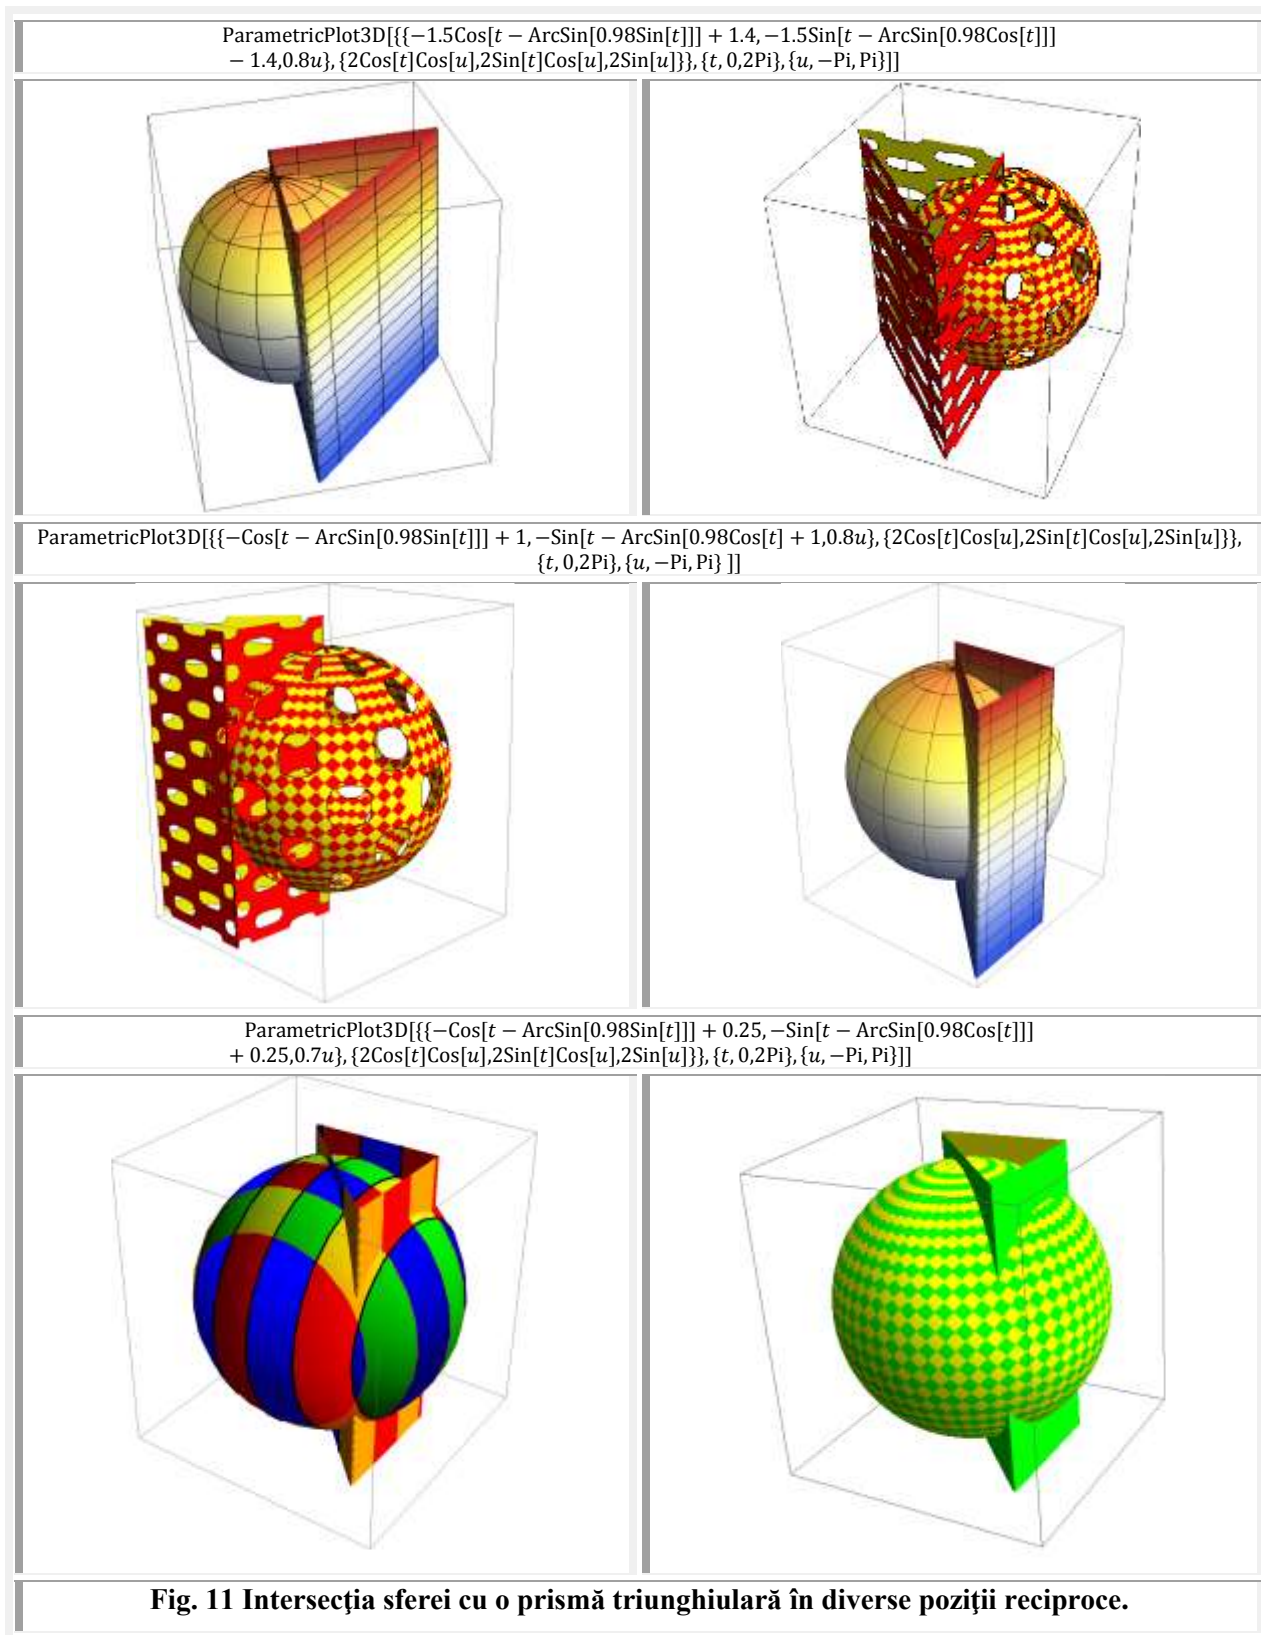 ParametricPlot3D[{{−1.5Cos[t − ArcSin[0.98Sin[t]]] + 1.4, −1.5Sin[t − ArcSin[0.98Cos[t]]]
− 1.4,0.8u}, {2Cos[t]Cos[u],2Sin[t]Cos[u],2Sin[u]}}, {t, 0,2Pi}, {u, −Pi, Pi}]]
ParametricPlot3D[{{−Cos[t − ArcSin[0.98Sin[t]]] + 1, −Sin[t − ArcSin[0.98Cos[t] + 1,0.8u}, {2Cos[t]Cos[u],2Sin[t]Cos[u],2Sin[u]}},
{t, 0,2Pi}, {u, −Pi, Pi} ]]
ParametricPlot3D[{{−Cos[t − ArcSin[0.98Sin[t]]] + 0.25, −Sin[t − ArcSin[0.98Cos[t]]]
+ 0.25,0.7u}, {2Cos[t]Cos[u],2Sin[t]Cos[u],2Sin[u]}}, {t, 0,2Pi}, {u, −Pi, Pi}]]
Fig. 11 Intersecţia sferei cu o prismă triunghiulară în diverse poziţii reciproce.